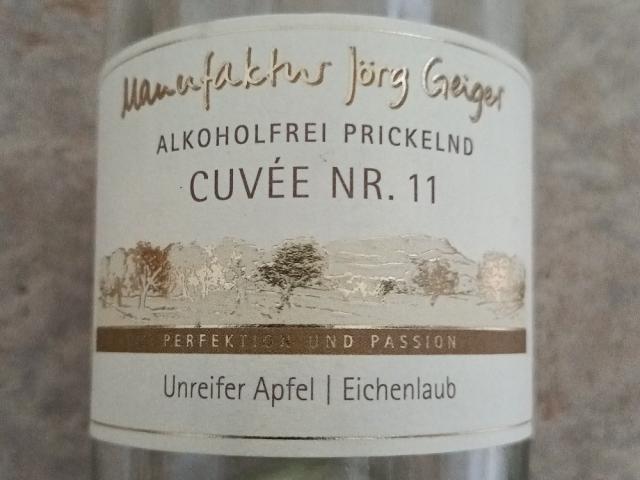 Manufaktur Jörg Geiger
ALKOHOLFREI PRICKELND
CUVÉE NR. 11
PERFEKTION UND PASSION
Unreifer Apfel | Eichenlaub